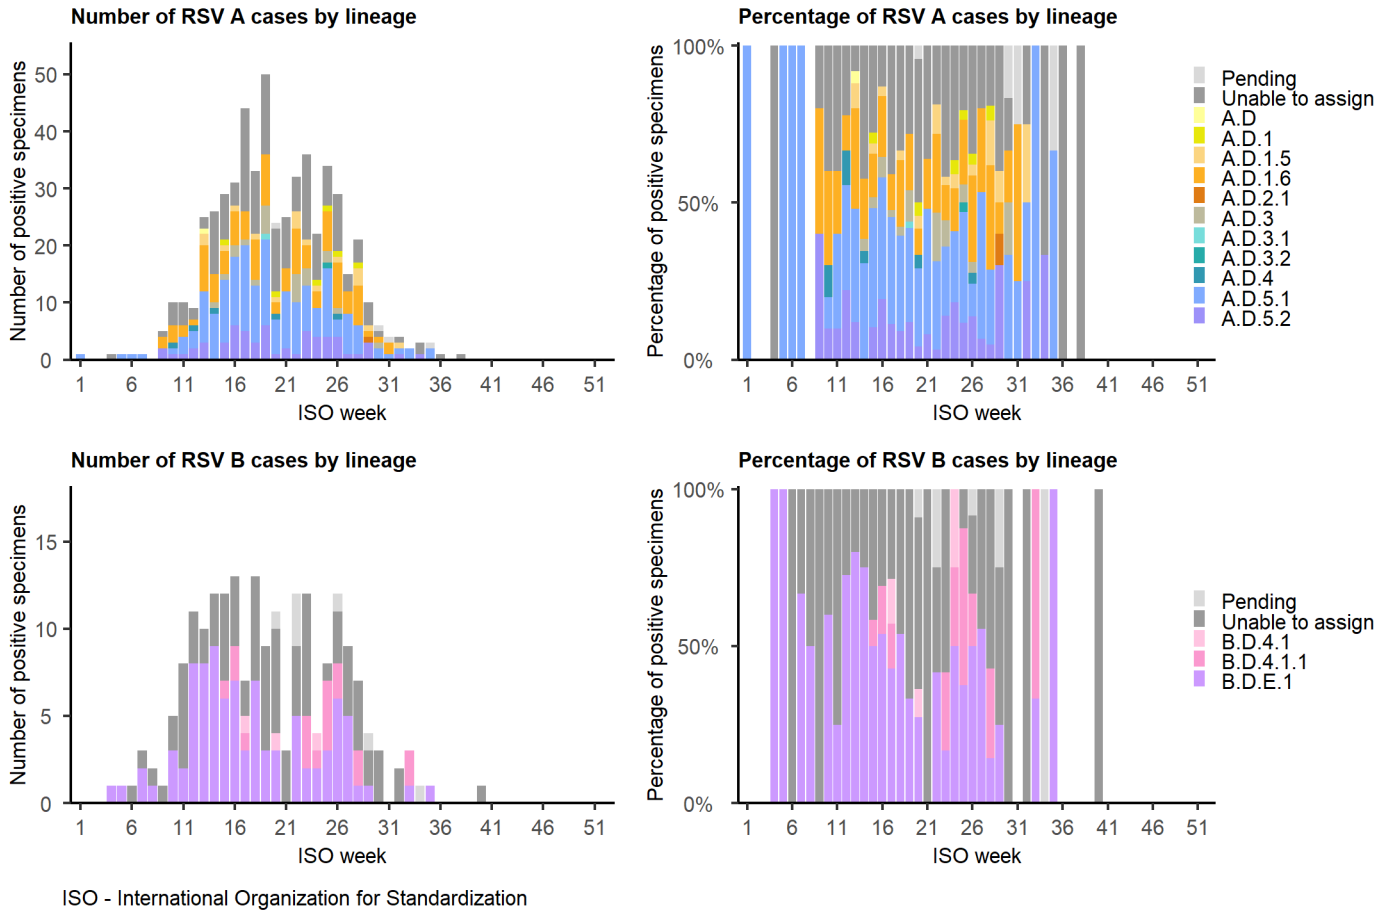 Number of RSV A cases by lineage
Number of positive specimens
50
40
30
20
10
0
1 6 11 16 21 26 31 36 41 46 51
ISO week
Percentage of RSV A cases by lineage
Percentage of positive specimens
100%
50%
0%
1 6 11 16 21 26 31 36 41 46 51
ISO week
Pending
Unable to assign
A.D
A.D.1
A.D.1.5
A.D.1.6
A.D.2.1
A.D.3
A.D.3.1
A.D.3.2
A.D.4
A.D.5.1
A.D.5.2
Number of RSV B cases by lineage
Number of positive specimens
15
10
5
0
1 6 11 16 21 26 31 36 41 46 51
ISO week
Percentage of RSV B cases by lineage
Percentage of positive specimens
100%
50%
0%
1 6 11 16 21 26 31 36 41 46 51
ISO week
Pending
Unable to assign
B.D.4.1
B.D.4.1.1
B.D.E.1
ISO - International Organization for Standardization